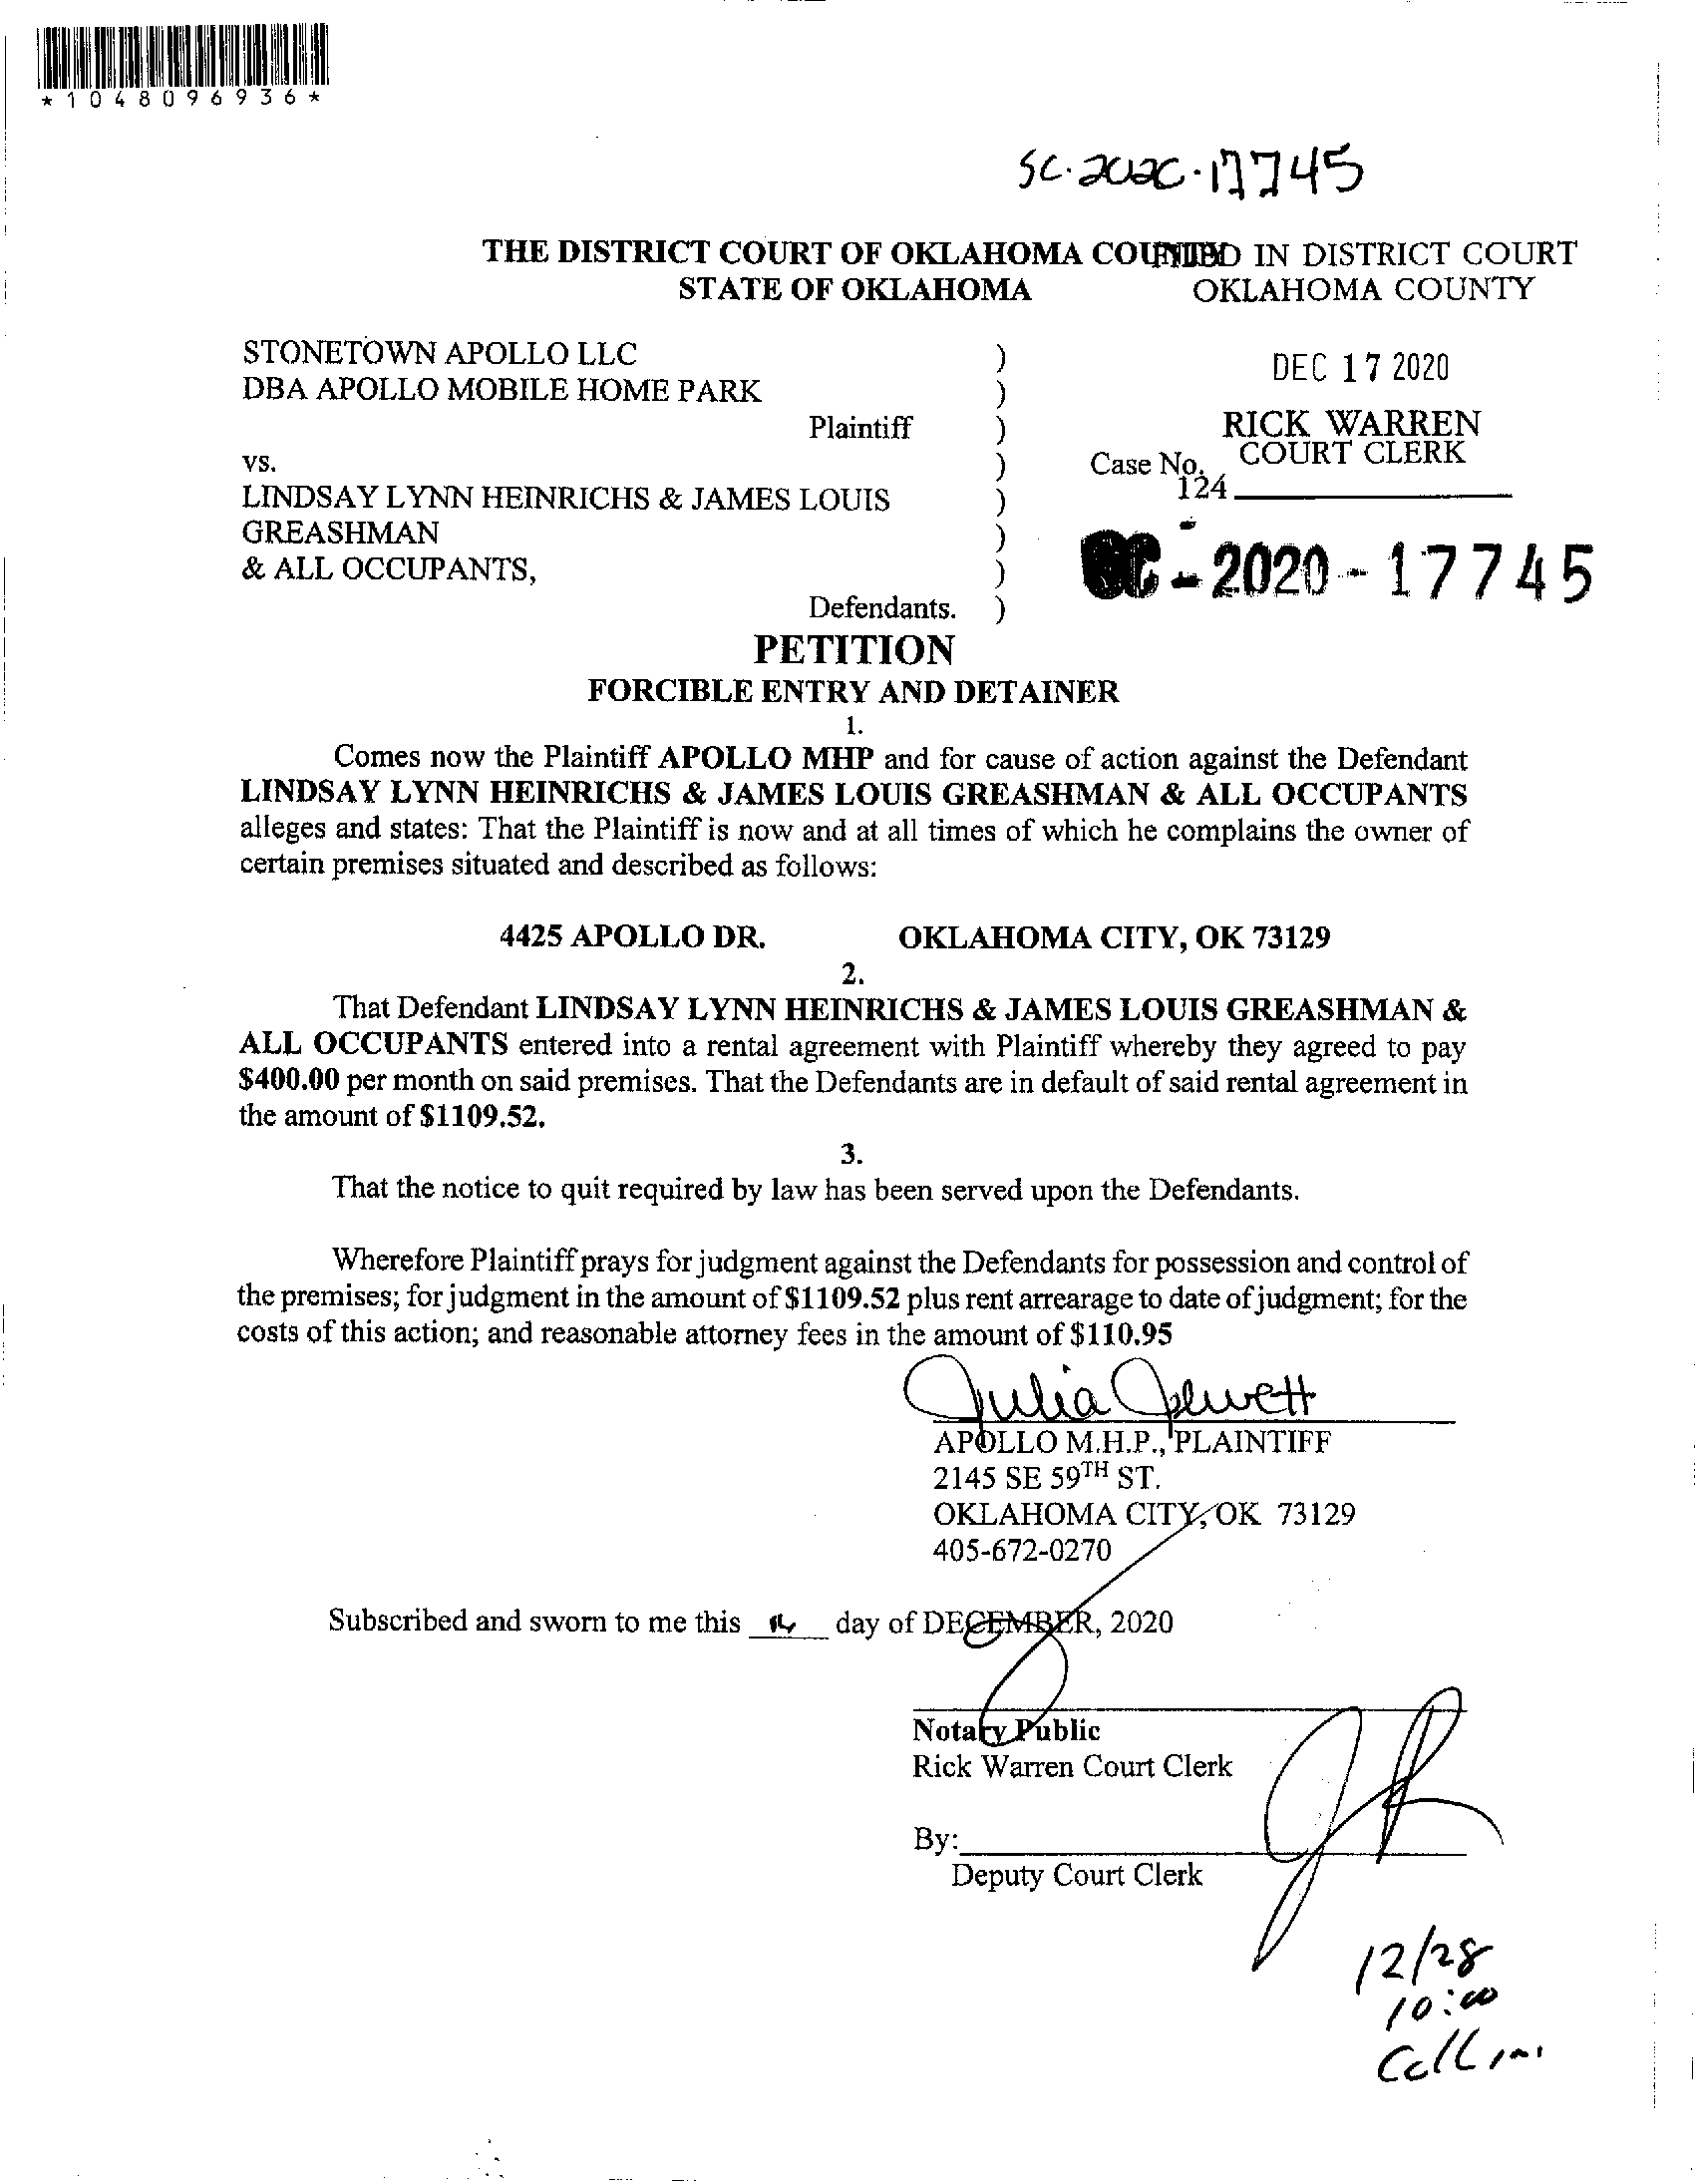 *1048096936*
SC-2020-17745
THE DISTRICT COURT OF OKLAHOMA COUNTY
FILED IN DISTRICT COURT
STATE OF OKLAHOMA
OKLAHOMA COUNTY
STONETOWN APOLLO LLC )
DBA APOLLO MOBILE HOME PARK )
DEC 17 2020
Plaintiff )
RICK WARREN
COURT CLERK
vs. ) Case No.
124
LINDSAY LYNN HEINRICHS & JAMES LOUIS )
GREASHMAN )
& ALL OCCUPANTS, )
SC - 2020 - 17745
Defendants. )
PETITION
FORCIBLE ENTRY AND DETAINER
1.
Comes now the Plaintiff APOLLO MHP and for cause of action against the Defendant
LINDSAY LYNN HEINRICHS & JAMES LOUIS GREASHMAN & ALL OCCUPANTS
alleges and states: That the Plaintiff is now and at all times of which he complains the owner of
certain premises situated and described as follows:
4425 APOLLO DR. OKLAHOMA CITY, OK 73129
2.
That Defendant LINDSAY LYNN HEINRICHS & JAMES LOUIS GREASHMAN &
ALL OCCUPANTS entered into a rental agreement with Plaintiff whereby they agreed to pay
$400.00 per month on said premises. That the Defendants are in default of said rental agreement in
the amount of $1109.52.
3.
That the notice to quit required by law has been served upon the Defendants.
Wherefore Plaintiff prays for judgment against the Defendants for possession and control of
the premises; for judgment in the amount of $1109.52 plus rent arrearage to date of judgment; for the
costs of this action; and reasonable attorney fees in the amount of $110.95
Julia Jewett
APOLLO M.H.P., PLAINTIFF
2145 SE 59TH ST.
OKLAHOMA CITY, OK 73129
405-672-0270
Subscribed and sworn to me this day of DECEMBER, 2020
Notary Public
Rick Warren Court Clerk
By:
Deputy Court Clerk
12/28
10:00